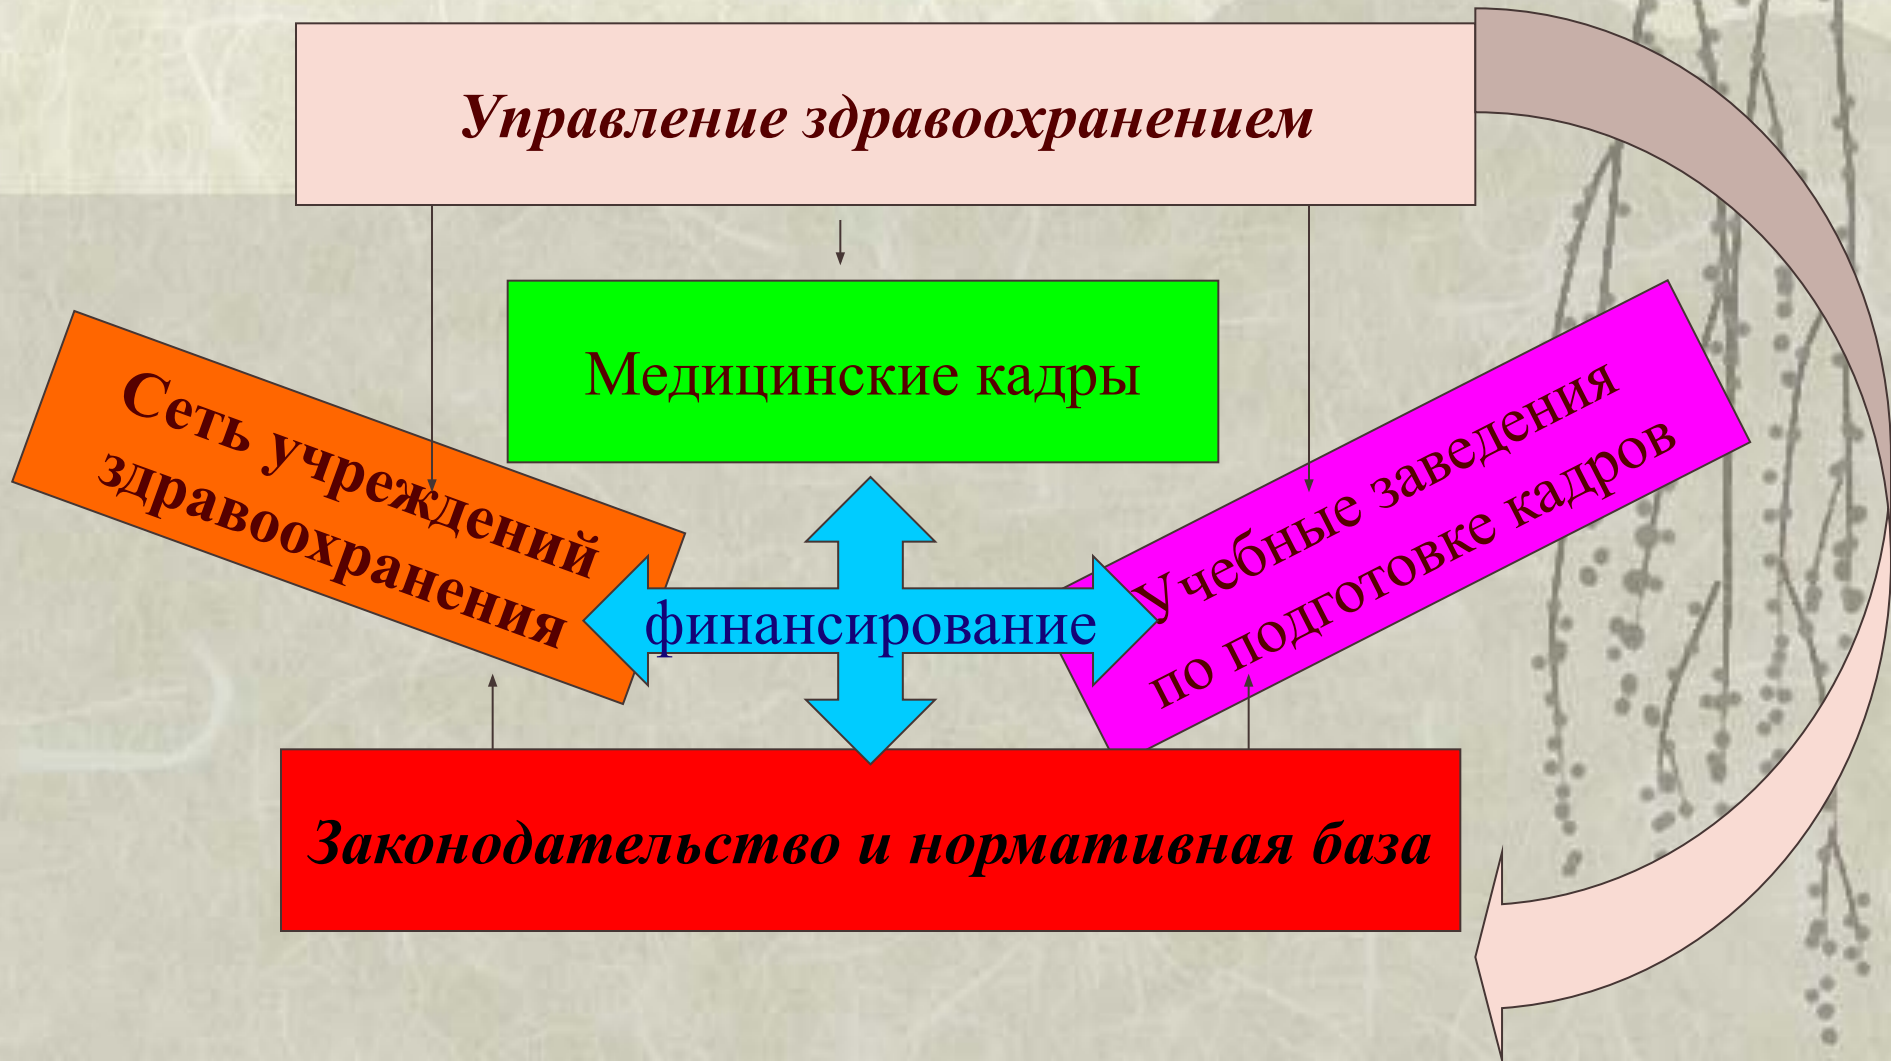 Управление здравоохранением
Медицинские кадры
Сеть учреждений
здравоохранения
Учебные заведения
по подготовке кадров
финансирование
Законодательство и нормативная база